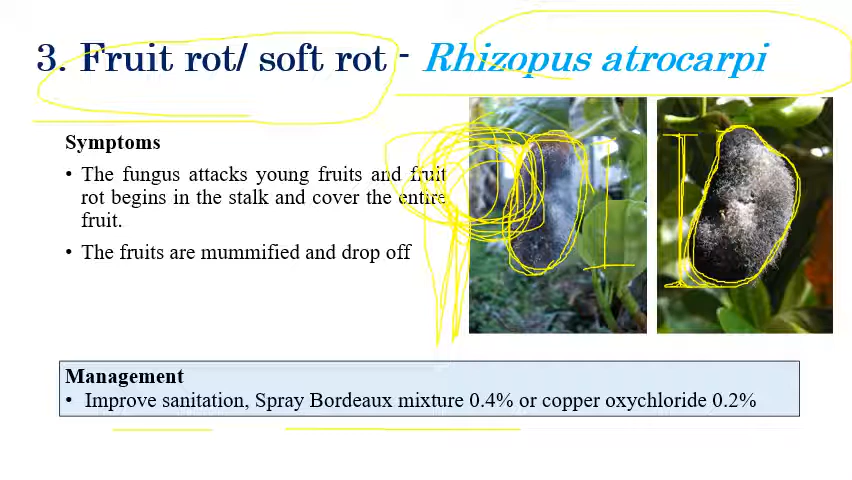 3. Fruit rot/ soft rot - Rhizopus atrocarpi
Symptoms
• The fungus attacks young fruits and fruit
rot begins in the stalk and cover the entire
fruit.
• The fruits are mummified and drop off
Management
• Improve sanitation, Spray Bordeaux mixture 0.4% or copper oxychloride 0.2%